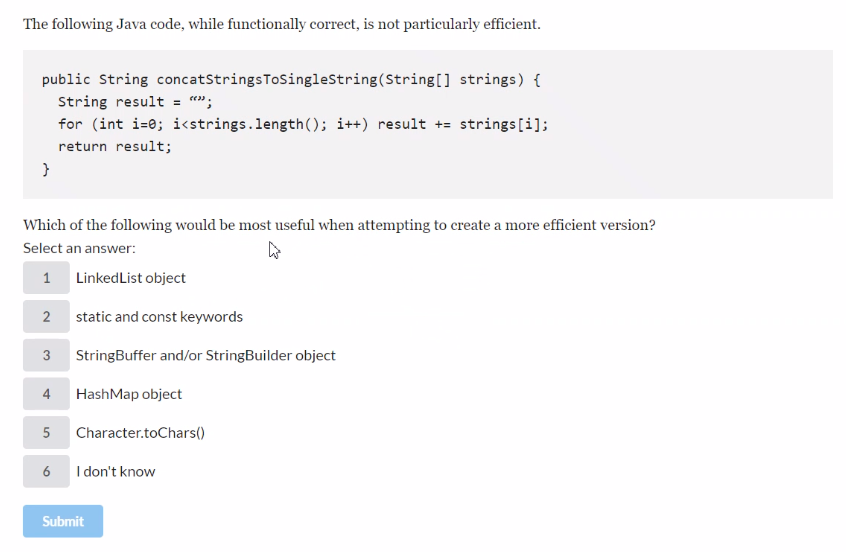 The following Java code, while functionally correct, is not particularly efficient.
public String concatStringsToSingleString(String[] strings) {
String result = “”;
for (int i=0; i<strings.length(); i++) result += strings[i];
return result;
}
Which of the following would be most useful when attempting to create a more efficient version?
Select an answer:
1 LinkedList object
2 static and const keywords
3 StringBuffer and/or StringBuilder object
4 HashMap object
5 Character.toChars()
6 I don't know
Submit